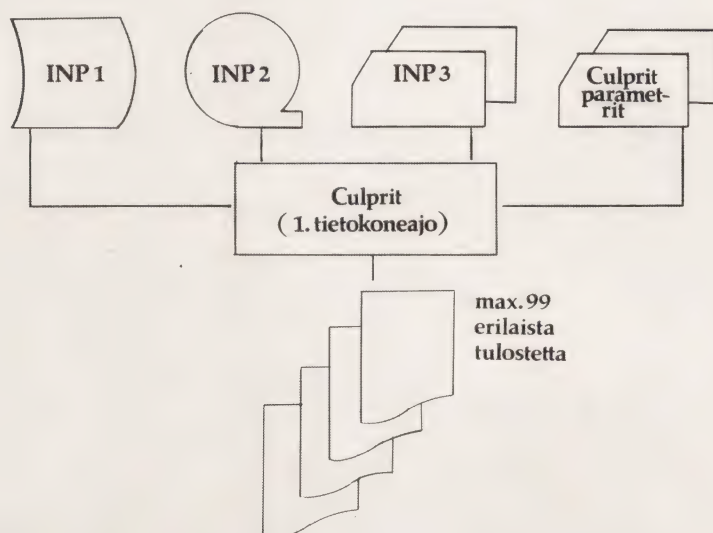 INP 1
INP 2
INP 3
Culprit
paramet-
rit
Culprit
( 1. tietokoneajo)
max. 99
erilaista
tulostetta